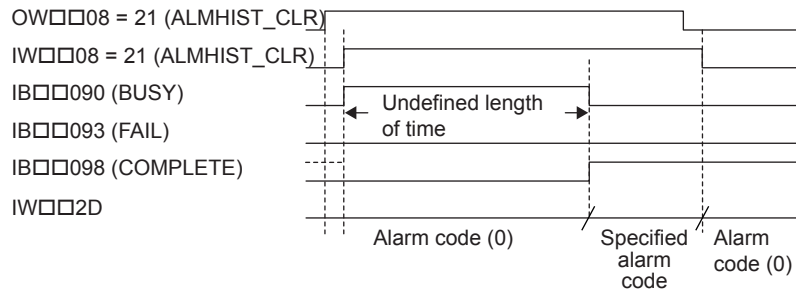 OW□□08 = 21 (ALMHIST_CLR)
IW□□08 = 21 (ALMHIST_CLR)
IB□□090 (BUSY)
Undefined length
of time
IB□□093 (FAIL)
IB□□098 (COMPLETE)
IW□□2D
Alarm code (0)
Specified
alarm
code
Alarm
code (0)